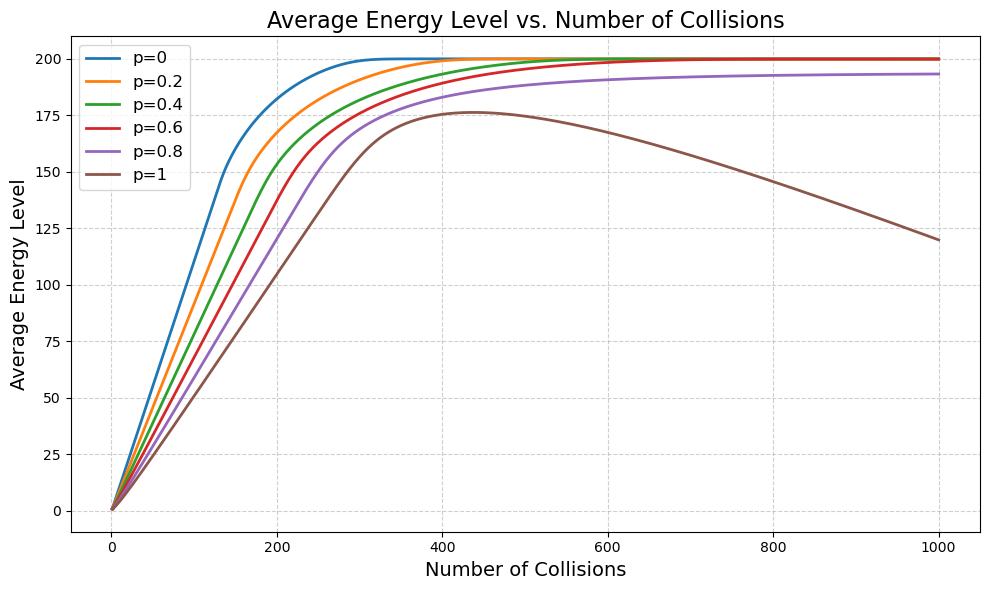 Average Energy Level vs. Number of Collisions
p=0
p=0.2
p=0.4
p=0.6
p=0.8
p=1
Average Energy Level
200
175
150
125
100
75
50
25
0
0 200 400 600 800 1000
Number of Collisions